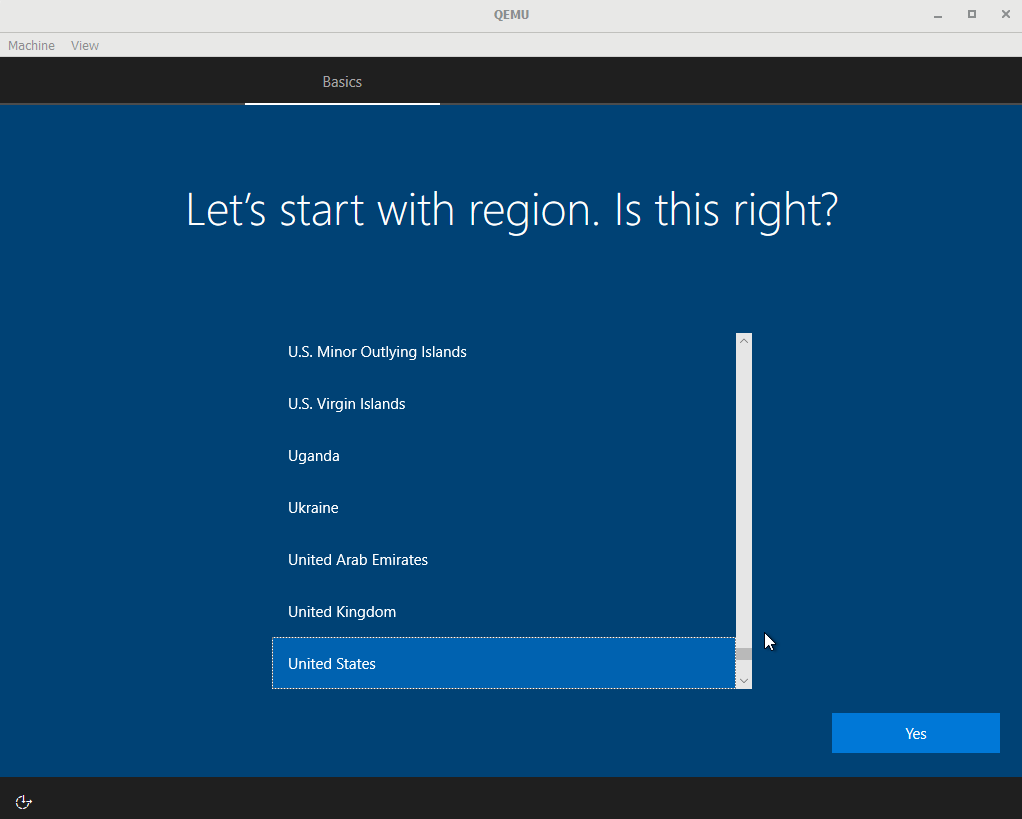 QEMU
Machine View
Basics
Let's start with region. Is this right?
U.S. Minor Outlying Islands
U.S. Virgin Islands
Uganda
Ukraine
United Arab Emirates
United Kingdom
United States
Yes